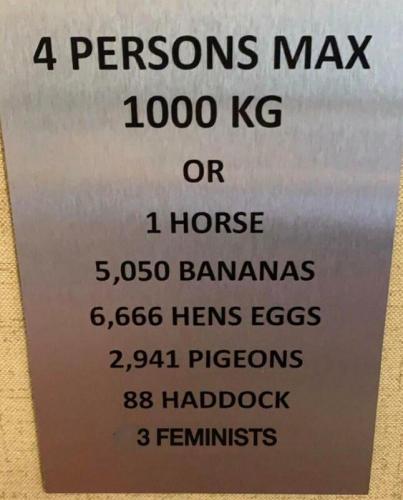 4 PERSONS MAX
1000 KG
OR
1 HORSE
5,050 BANANAS
6,666 HENS EGGS
2,941 PIGEONS
88 HADDOCK
3 FEMINISTS